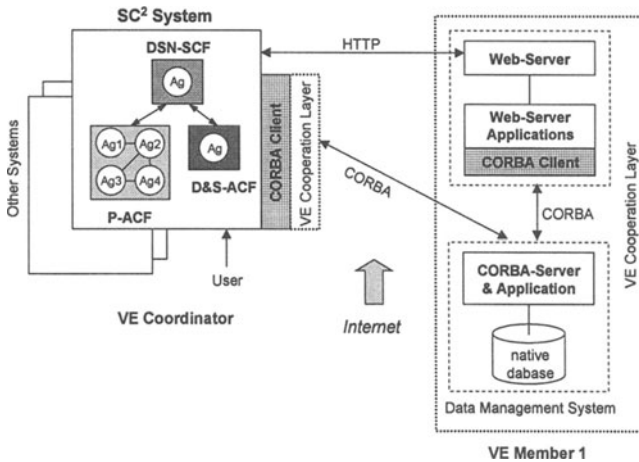 SC² System
DSN-SCF
Ag
Ag1
Ag2
Ag3
Ag4
P-ACF
Ag
D&S-ACF
CORBA Client
VE Cooperation Layer
Other Systems
User
VE Coordinator
HTTP
CORBA
Internet
Web-Server
Web-Server
Applications
CORBA Client
CORBA
CORBA-Server
& Application
native
dabase
Data Management System
VE Cooperation Layer
VE Member 1